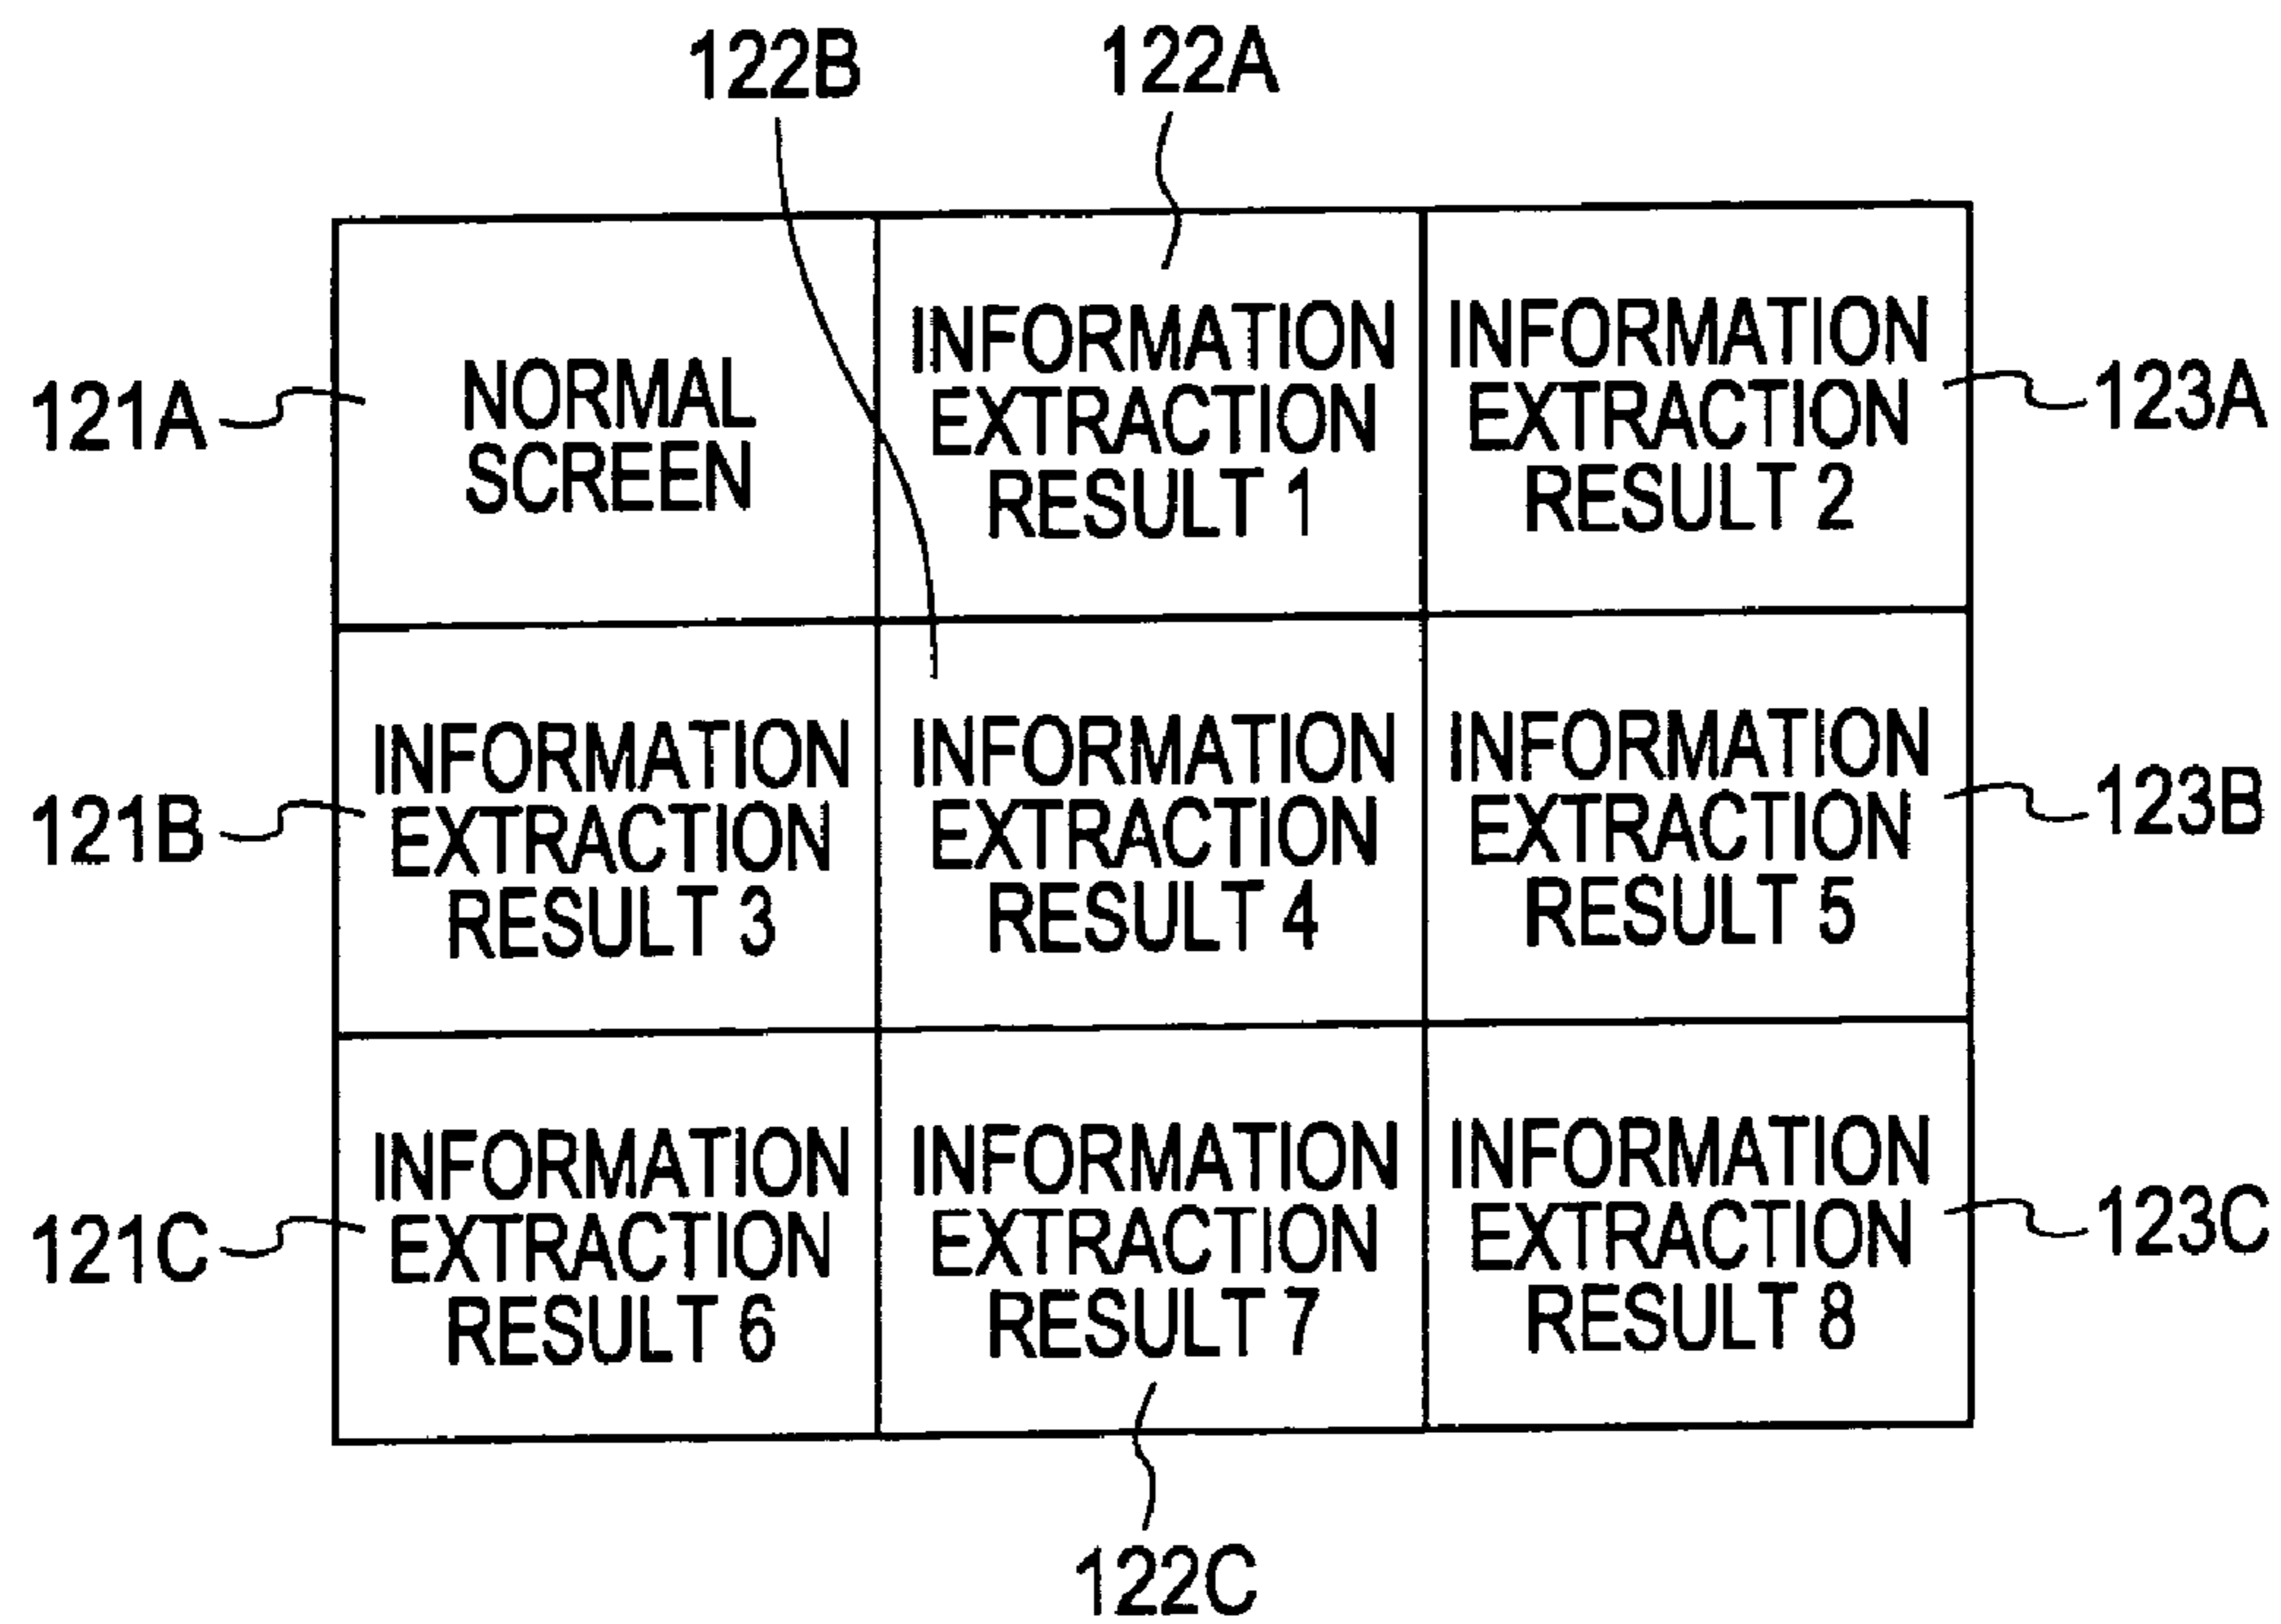 122B
122A
121A
NORMAL
SCREEN
INFORMATION
EXTRACTION
RESULT 1
INFORMATION
EXTRACTION
RESULT 2
123A
121B
INFORMATION
EXTRACTION
RESULT 3
INFORMATION
EXTRACTION
RESULT 4
INFORMATION
EXTRACTION
RESULT 5
123B
121C
INFORMATION
EXTRACTION
RESULT 6
INFORMATION
EXTRACTION
RESULT 7
INFORMATION
EXTRACTION
RESULT 8
123C
122C